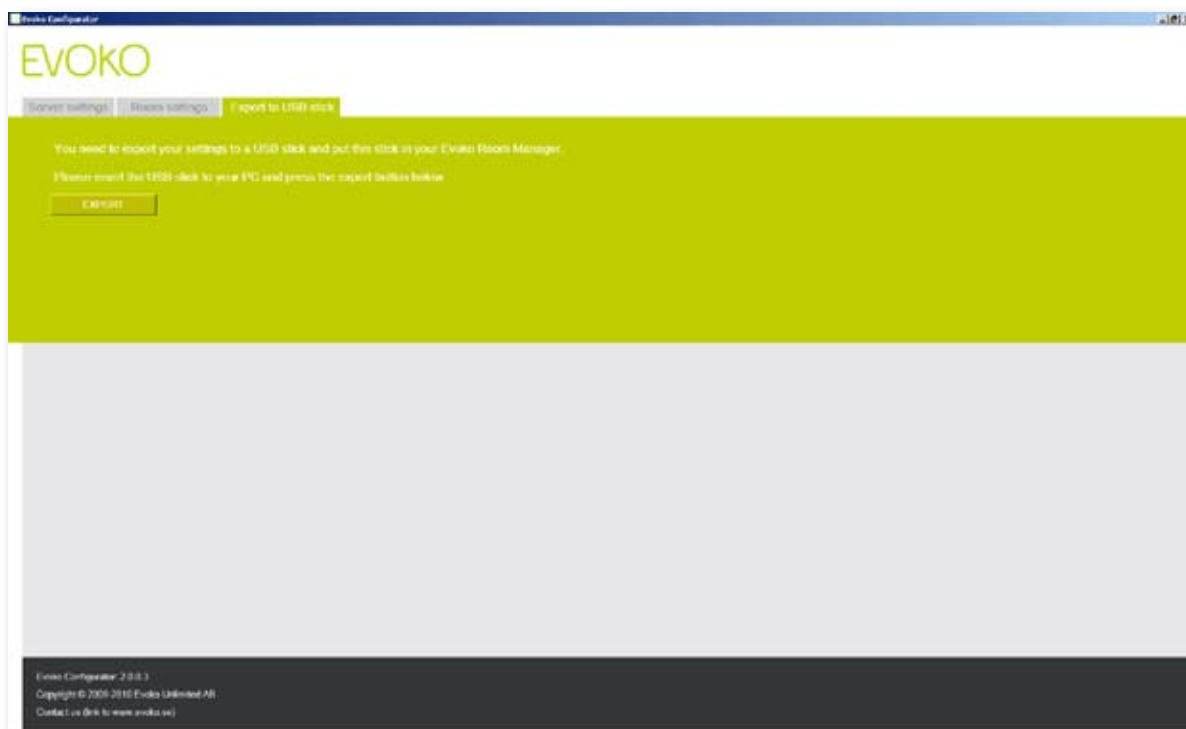 Evoko Configurator
EVOKO
Server settings Room settings Export to USB stick
You need to export your settings to a USB stick and put this stick in your Evoko Room Manager.
Please insert the USB stick to your PC and press the export button below
EXPORT
Evoko Configurator 2.0.0.3
Copyright © 2009-2010 Evoko Unlimited AB
Contact us (link to www.evoko.se)